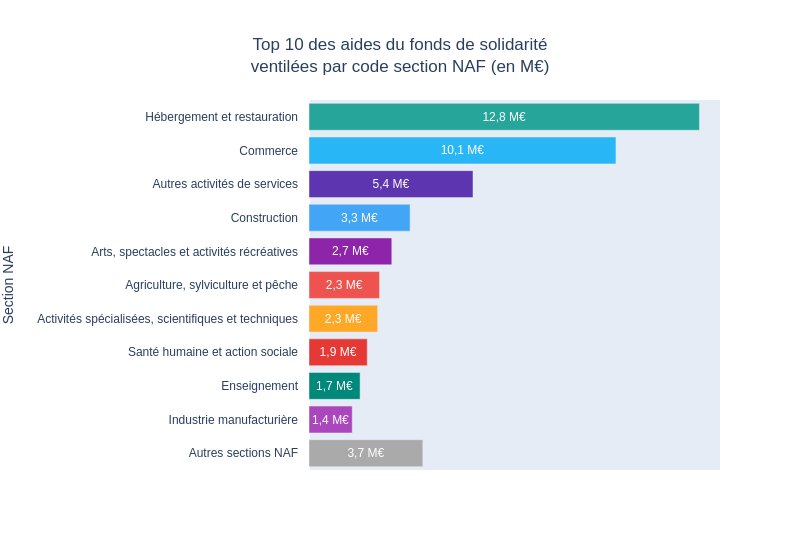 Top 10 des aides du fonds de solidarité
ventilées par code section NAF (en M€)
Section NAF
Hébergement et restauration 12,8 M€
Commerce 10,1 M€
Autres activités de services 5,4 M€
Construction 3,3 M€
Arts, spectacles et activités récréatives 2,7 M€
Agriculture, sylviculture et pêche 2,3 M€
Activités spécialisées, scientifiques et techniques 2,3 M€
Santé humaine et action sociale 1,9 M€
Enseignement 1,7 M€
Industrie manufacturière 1,4 M€
Autres sections NAF 3,7 M€